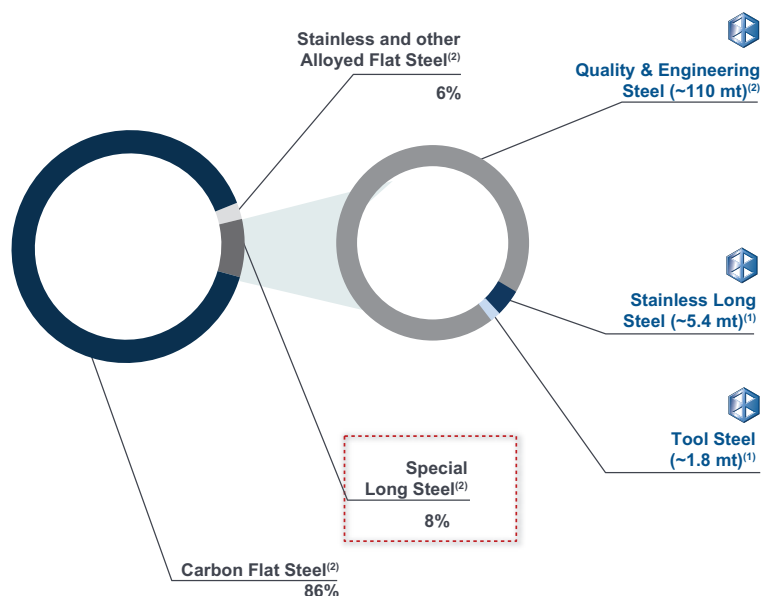 Stainless and other
Alloyed Flat Steel(2)
6%
Quality & Engineering
Steel (~110 mt)(2)
Stainless Long
Steel (~5.4 mt)(1)
Tool Steel
(~1.8 mt)(1)
Special
Long Steel(2)
8%
Carbon Flat Steel(2)
86%